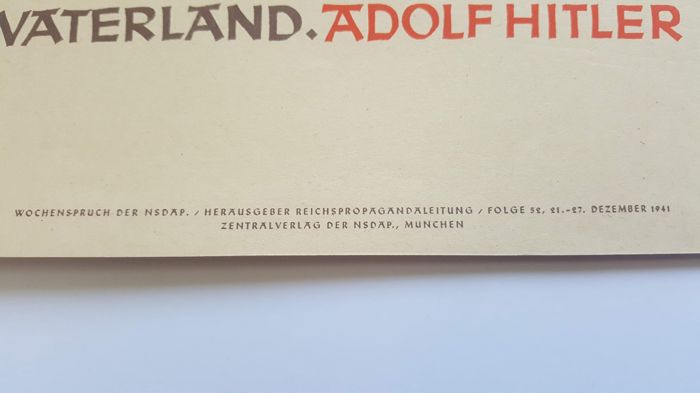 VATERLAND. ADOLF HITLER
WOCHENSPRUCH DER NSDAP. / HERAUSGEBER REICHSPROPAGANDALEITUNG / FOLGE 52, 21.-27. DEZEMBER 1941
ZENTRALVERLAG DER NSDAP., MUNCHEN